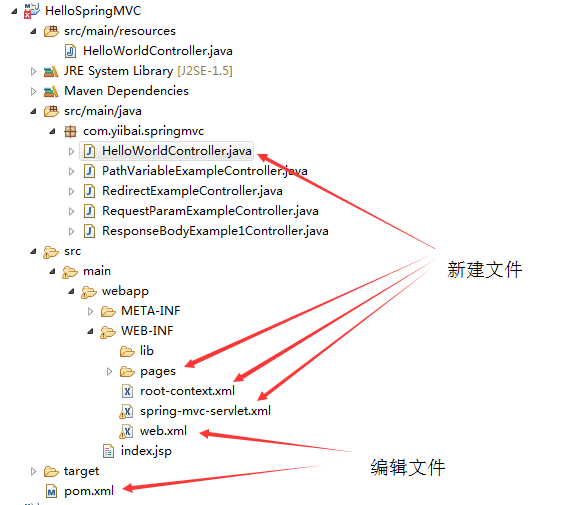 HelloSpringMVC
src/main/resources
HelloWorldController.java
JRE System Library [J2SE-1.5]
Maven Dependencies
src/main/java
com.yiibai.springmvc
HelloWorldController.java
PathVariableExampleController.java
RedirectExampleController.java
RequestParamExampleController.java
ResponseBodyExample1Controller.java
src
新建文件
main
webapp
META-INF
WEB-INF
lib
pages
root-context.xml
spring-mvc-servlet.xml
web.xml
index.jsp
编辑文件
target
pom.xml